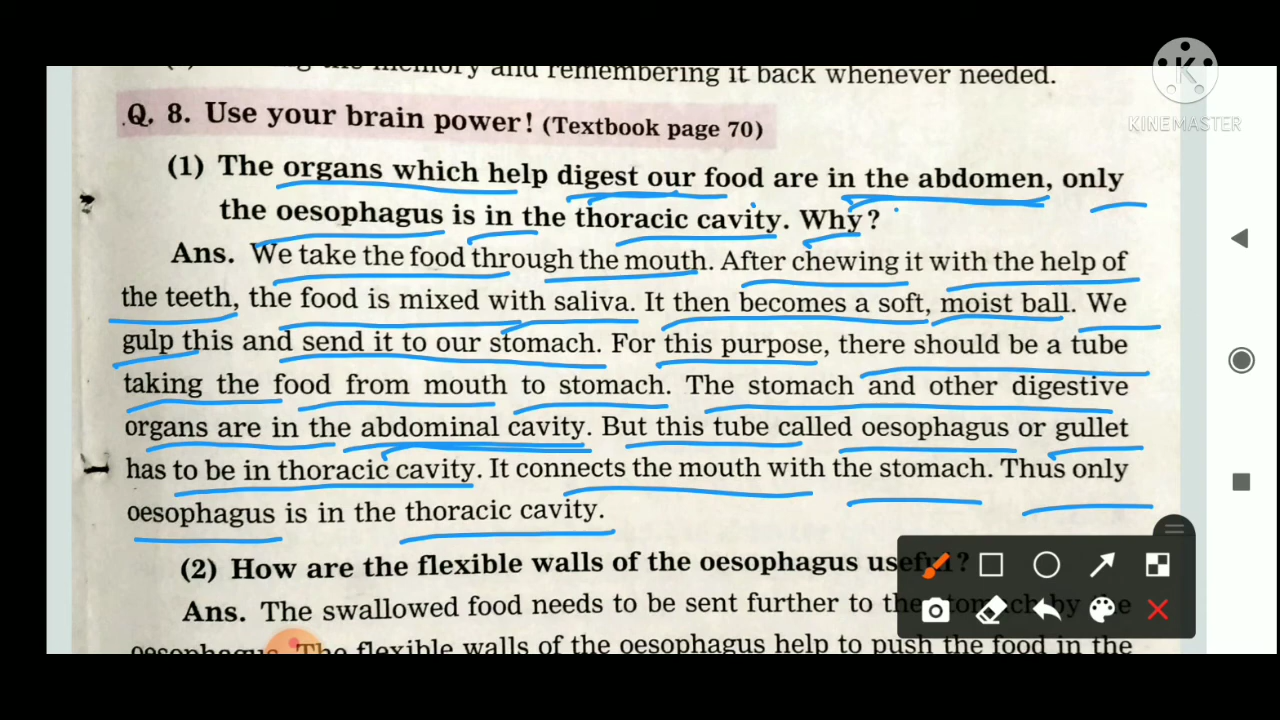 the memory and remembering it back whenever needed.
K
KINEMASTER
Q. 8. Use your brain power! (Textbook page 70)
(1) The organs which help digest our food are in the abdomen, only
the oesophagus is in the thoracic cavity. Why?
Ans. We take the food through the mouth. After chewing it with the help of
the teeth, the food is mixed with saliva. It then becomes a soft, moist ball. We
gulp this and send it to our stomach. For this purpose, there should be a tube
taking the food from mouth to stomach. The stomach and other digestive
organs are in the abdominal cavity. But this tube called oesophagus or gullet
has to be in thoracic cavity. It connects the mouth with the stomach. Thus only
oesophagus is in the thoracic cavity.
(2) How are the flexible walls of the oesophagus useful?
Ans. The swallowed food needs to be sent further to the stomach by the
oesophagus. The flexible walls of the oesophagus help to push the food in the